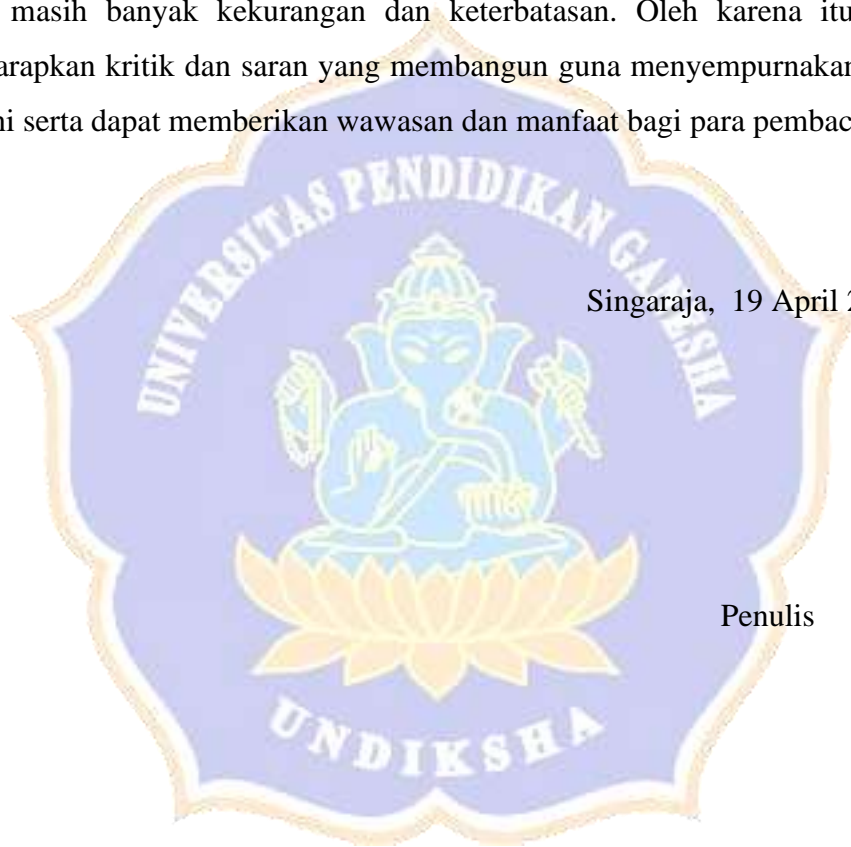 masih banyak kekurangan dan keterbatasan. Oleh karena itu
arapkan kritik dan saran yang membangun guna menyempurnakan
ni serta dapat memberikan wawasan dan manfaat bagi para pembac
UNIVERSITAS PENDIDIKAN GANESHA
Singaraja, 19 April 2
Penulis
UNDIKSHA